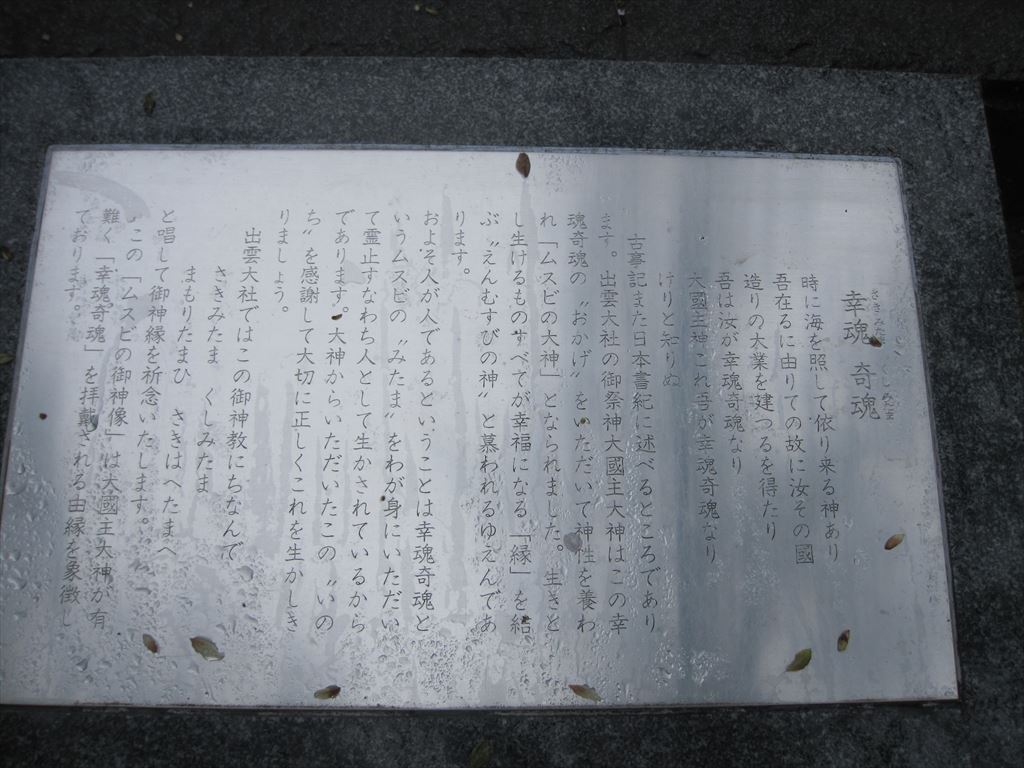 幸魂 奇魂
さきみたま くしみたま
時に海を照して依り来る神あり
吾在るに由りての故に汝その國
造りの大業を建つるを得たり
吾は汝が幸魂奇魂なり
大國主神これ吾が幸魂奇魂なり
けりと知りぬ
古事記また日本書紀に述べるところであり
ます。出雲大社の御祭神大國主大神はこの幸
魂奇魂の〝おかげ〟をいただいて神性を養わ
れ「ムスビの大神」となられました。生きと
し生けるものすべてが幸福になる「縁」を結
ぶ〝えんむすびの神〟と慕われるゆえんであ
ります。
およそ人が人であるということは幸魂奇魂と
いうムスビの〝みたま〟をわが身にいただい
て霊止すなわち人として生かされているから
であります。大神からいただいたこの〝いの
ち〟を感謝して大切に正しくこれを生かしき
りましょう。
出雲大社ではこの御神教にちなんで
さきみたま くしみたま
まもりたまひ さきはへたまへ
と唱して御神縁を祈念いたします。
この「ムスビの御神像」は大國主大神が有
難く「幸魂奇魂」を拝戴される由縁を象徴し
ております。